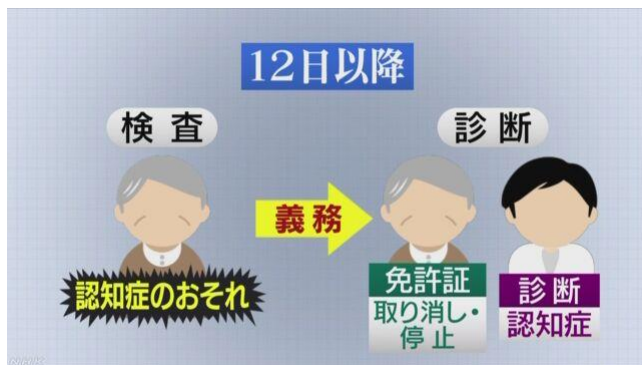 12日以降
検査
診断
義務
認知症のおそれ
免許証
取り消し・
停止
診断
認知症